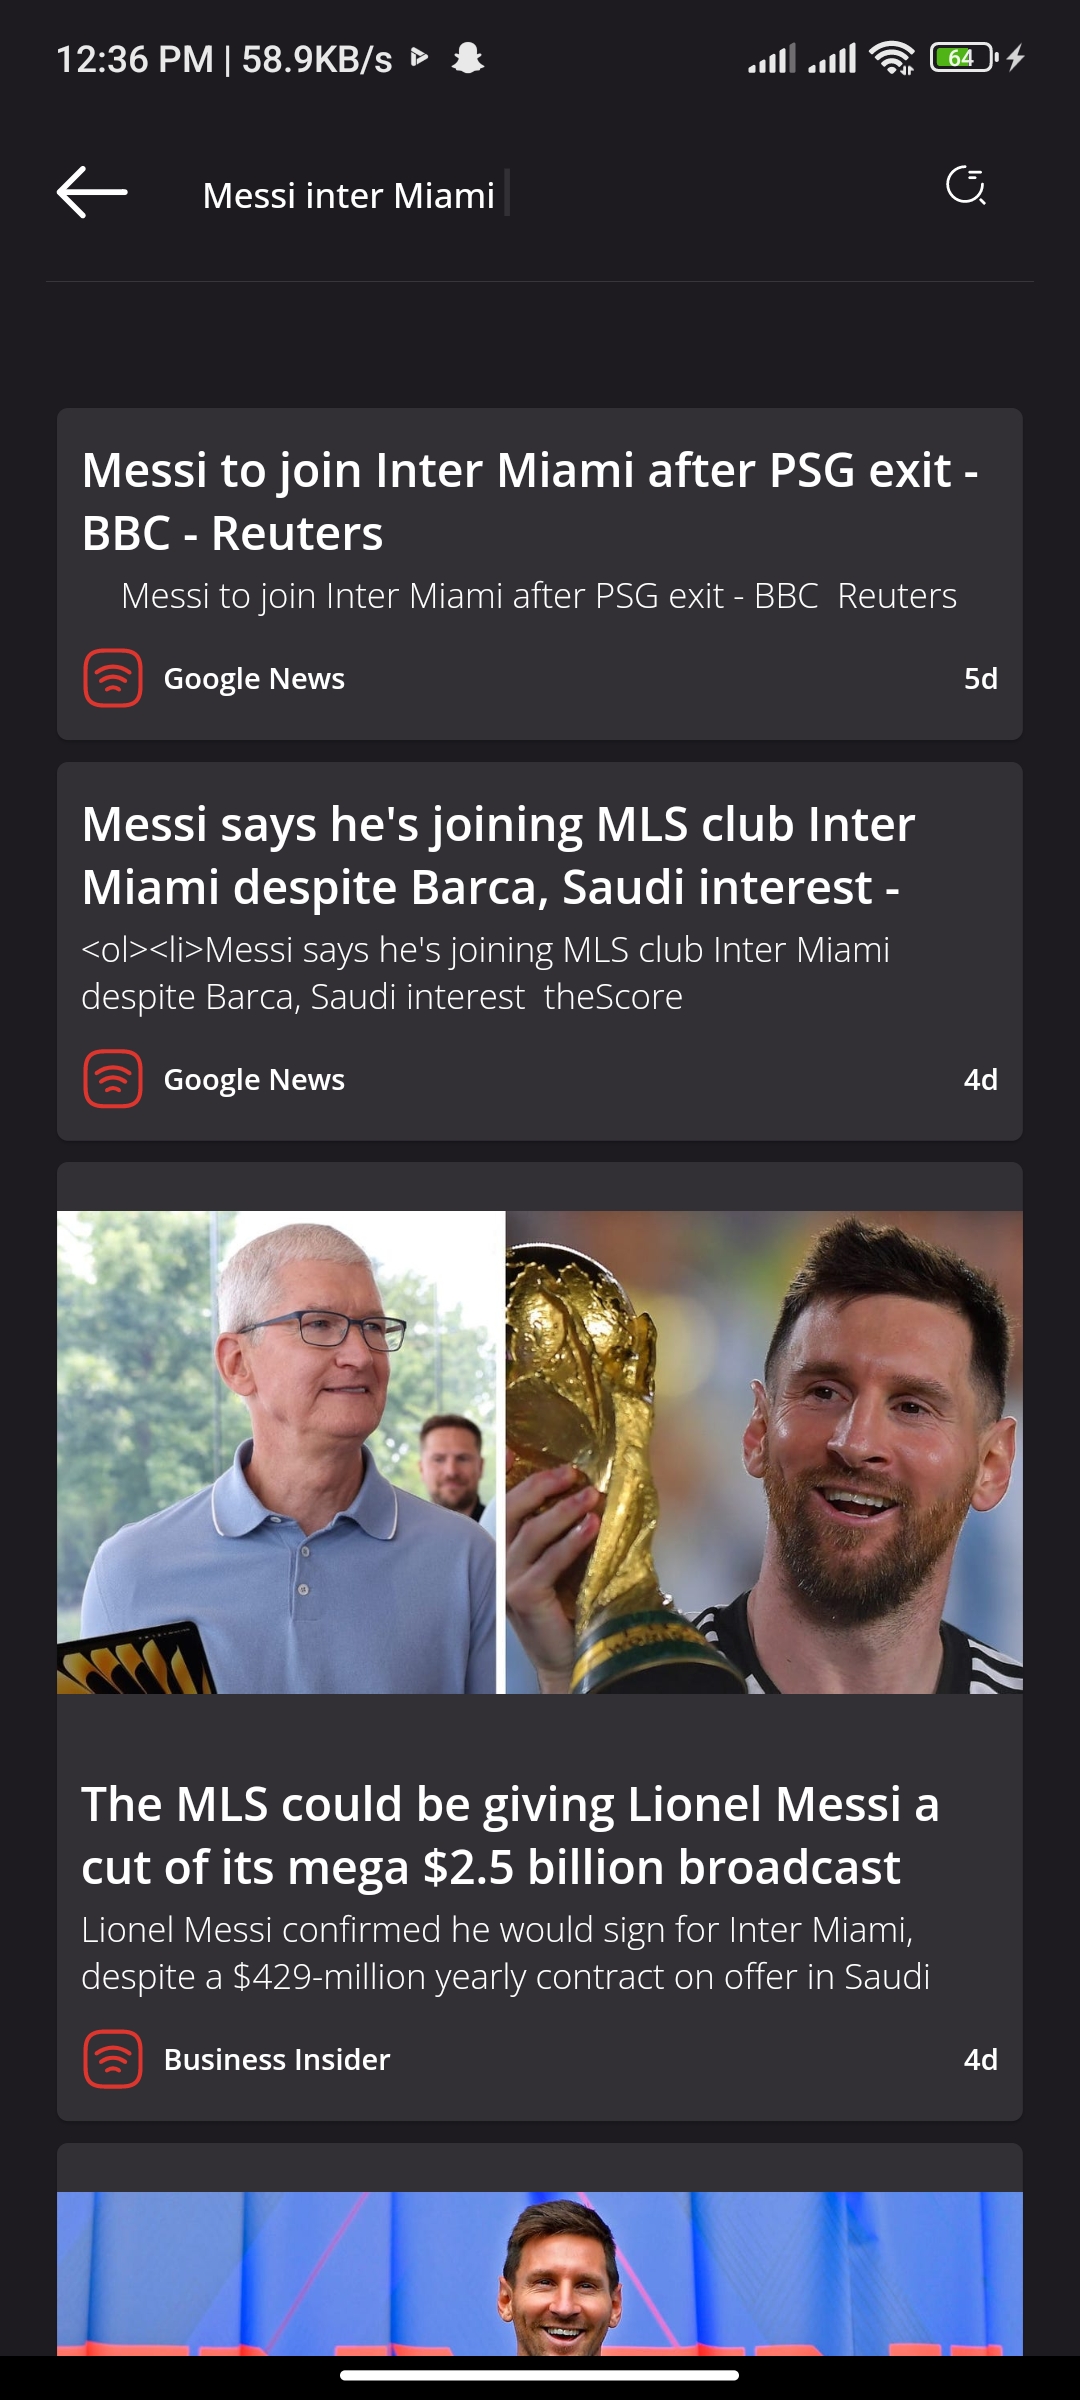 12:36 PM | 58.9KB/s
64
Messi inter Miami
Messi to join Inter Miami after PSG exit -
BBC - Reuters
Messi to join Inter Miami after PSG exit - BBC  Reuters
Google News
5d
Messi says he's joining MLS club Inter
Miami despite Barca, Saudi interest -
<ol><li>Messi says he's joining MLS club Inter Miami
despite Barca, Saudi interest  theScore
Google News
4d
The MLS could be giving Lionel Messi a
cut of its mega $2.5 billion broadcast
Lionel Messi confirmed he would sign for Inter Miami,
despite a $429-million yearly contract on offer in Saudi
Business Insider
4d